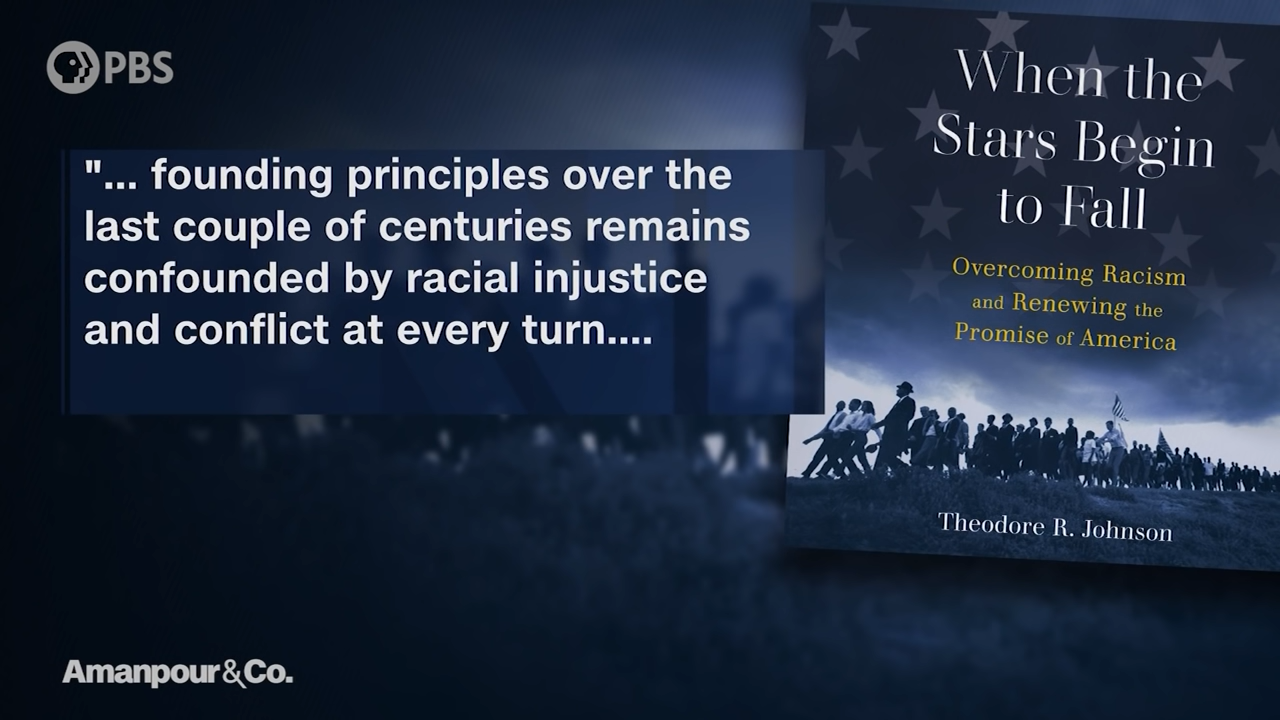 PBS
"... founding principles over the
last couple of centuries remains
confounded by racial injustice
and conflict at every turn....
When the
Stars Begin
to Fall
Overcoming Racism
and Renewing the
Promise of America
Theodore R. Johnson
Amanpour&Co.